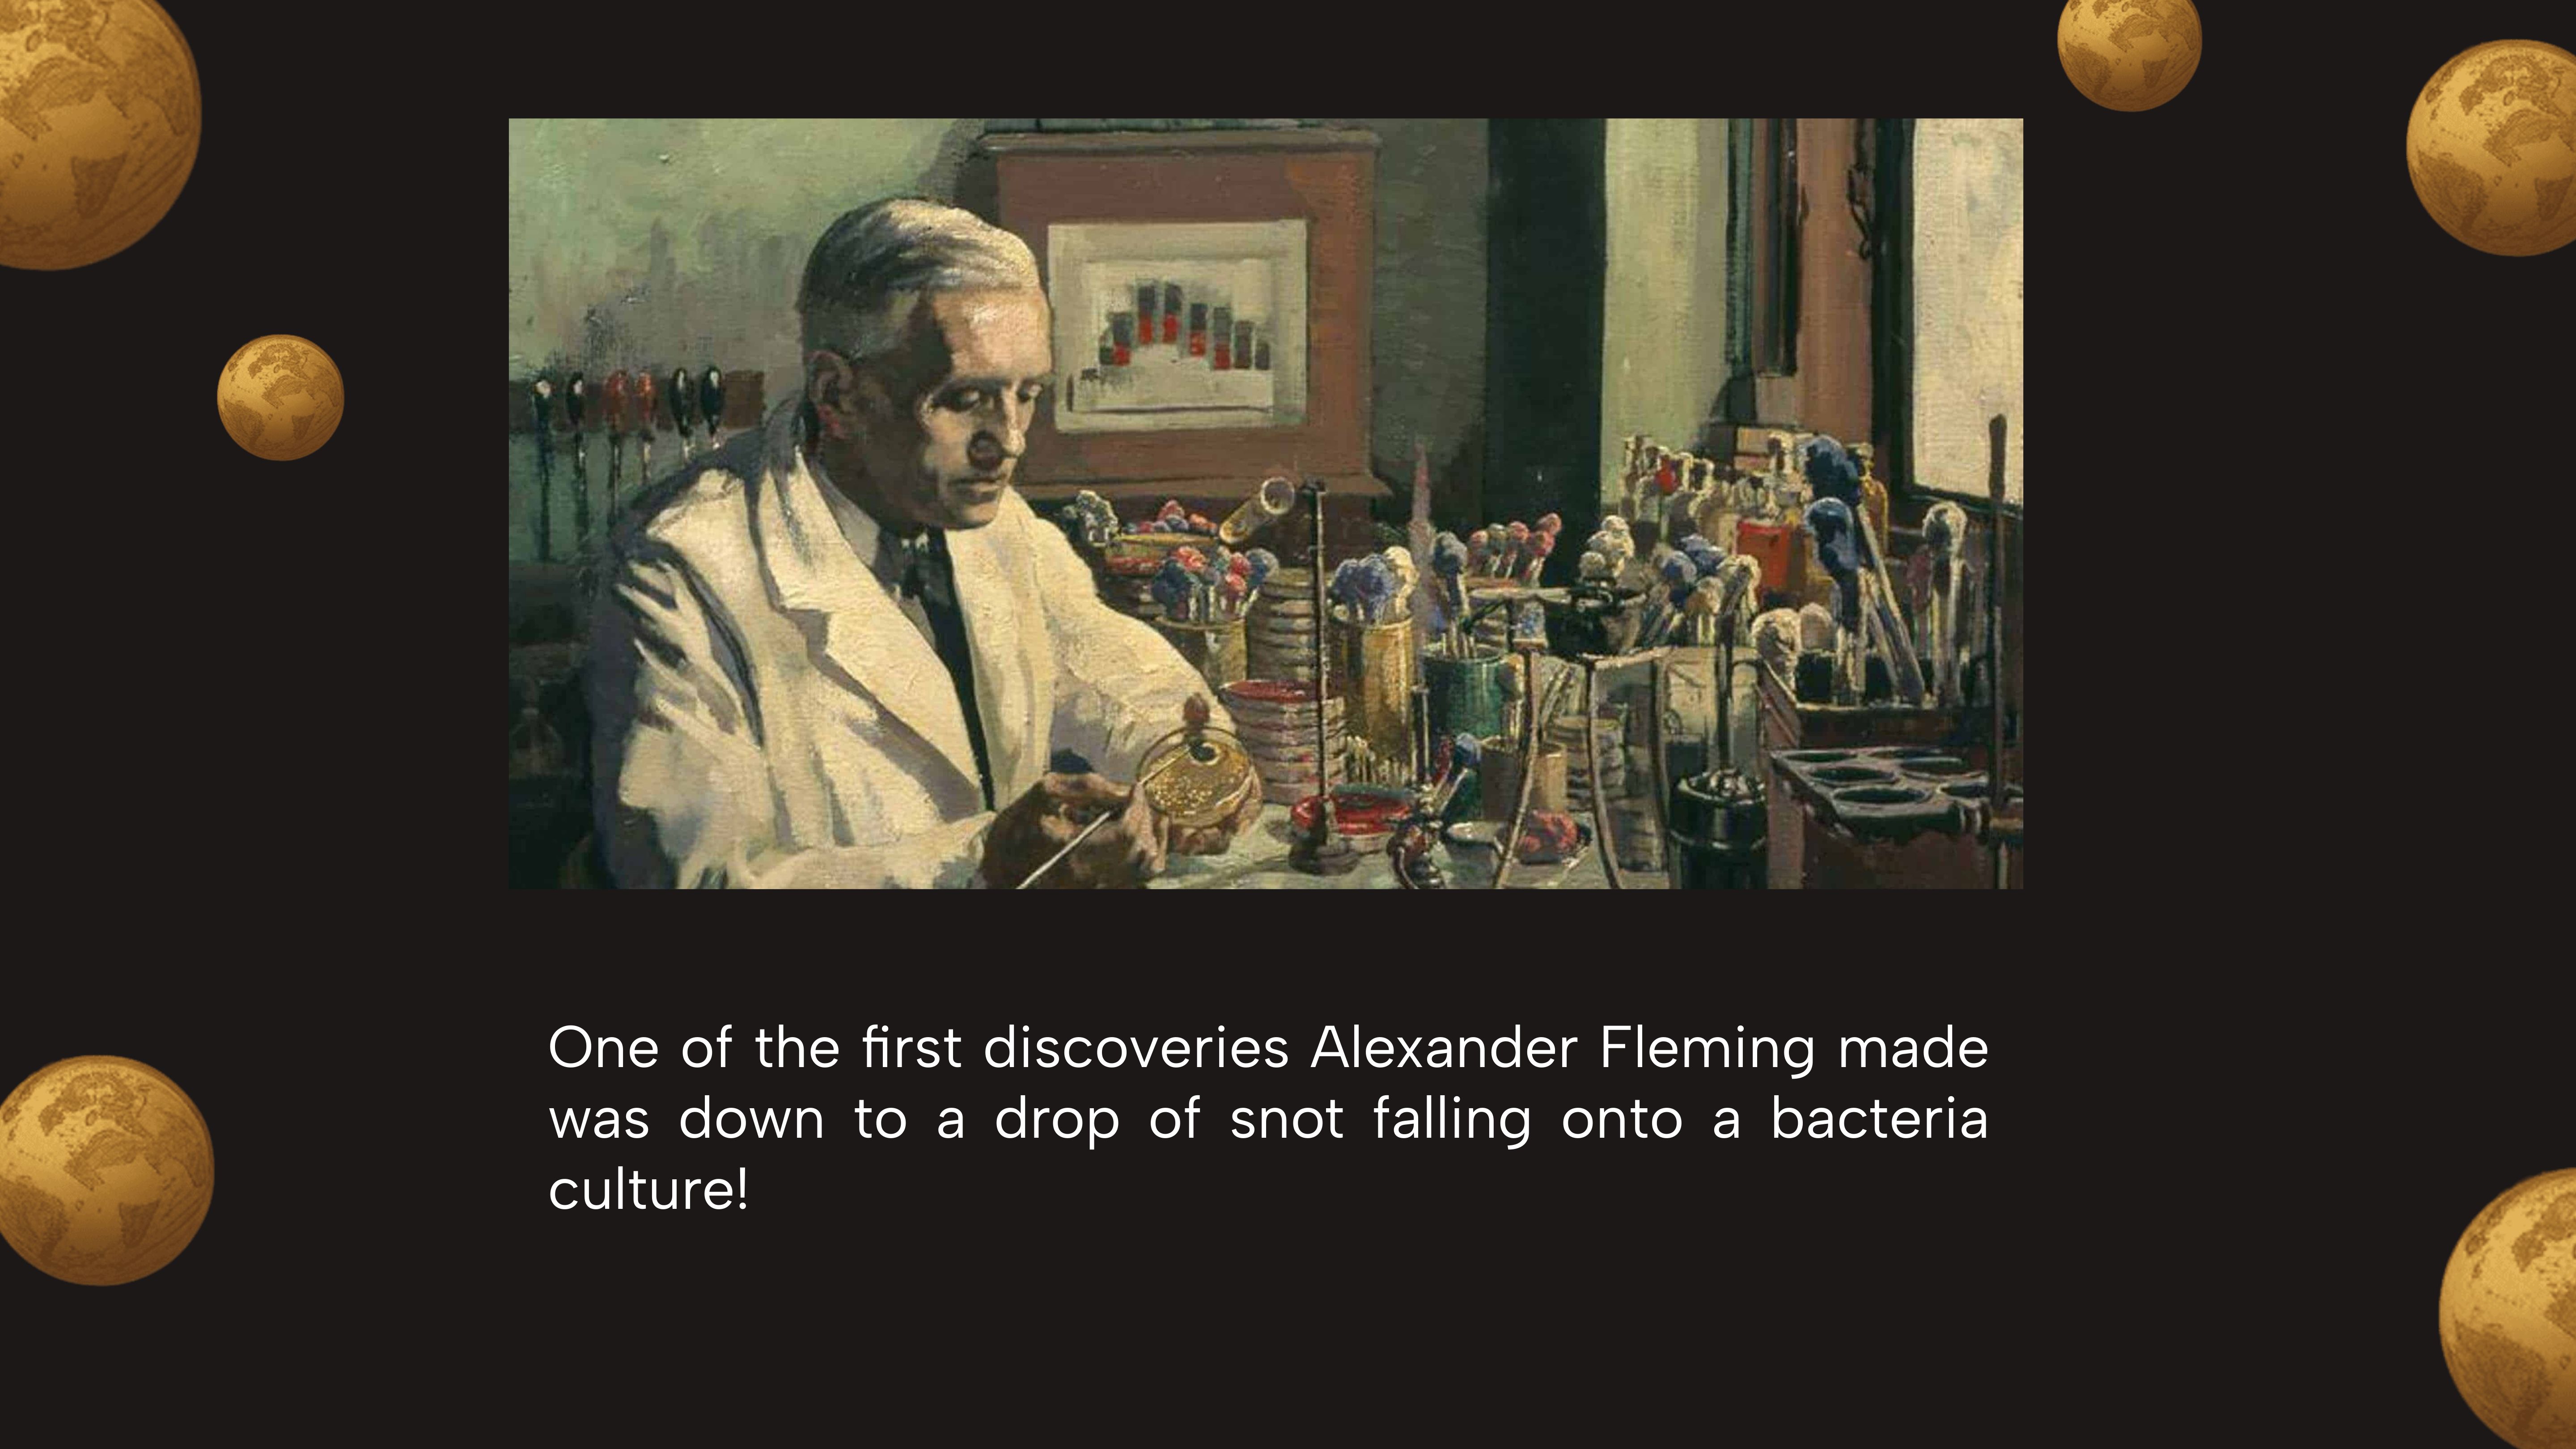 One of the first discoveries Alexander Fleming made
was down to a drop of snot falling onto a bacteria
culture!